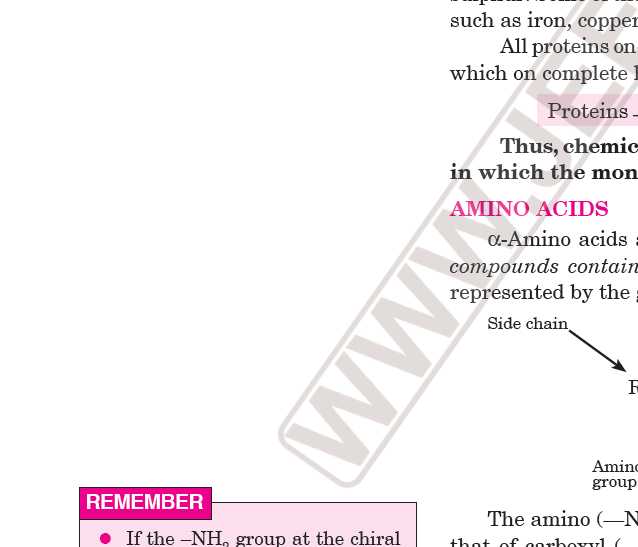 such as iron, copper
All proteins on
which on complete
Proteins
Thus, chemic
in which the mon
AMINO ACIDS
α-Amino acids
compounds contain
represented by the
Side chain
R
Amino
group
The amino (—N
that of carboxyl (
REMEMBER
● If the –NH₂ group at the chiral
WWW.JEE